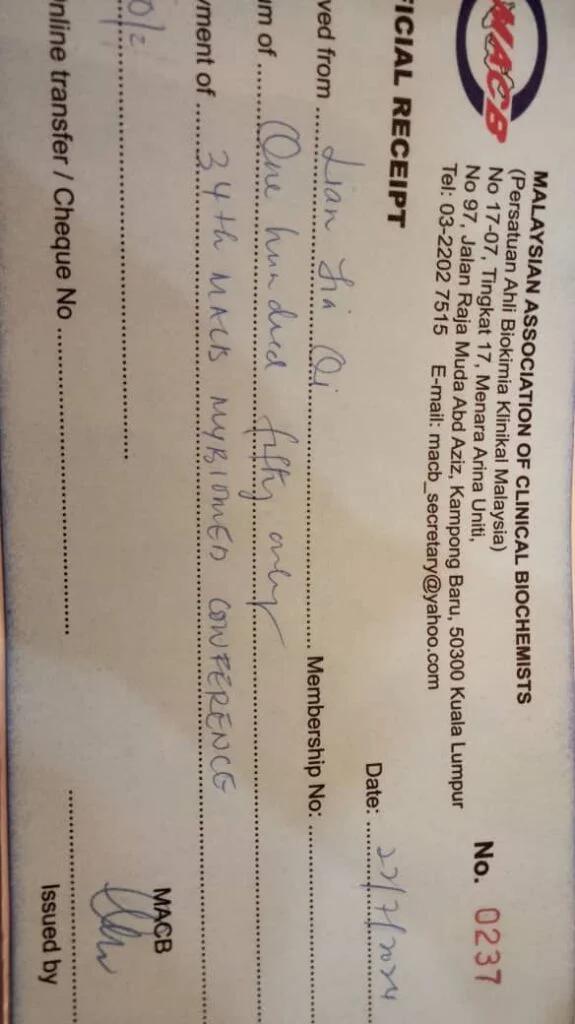 MACB
MALAYSIAN ASSOCIATION OF CLINICAL BIOCHEMISTS
(Persatuan Ahli Biokimia Klinikal Malaysia)
No 17-07, Tingkat 17, Menara Arina Uniti,
No 97, Jalan Raja Muda Abd Aziz, Kampong Baru, 50300 Kuala Lumpur
Tel: 03-2202 7515 E-mail: macb_secretary@yahoo.com
No. 0237
FICIAL RECEIPT
Date: 27/7/2024
ved from Lian Jia Qi Membership No:
um of One hundred fifty only
yment of 34th MACB MYBIOMED CONFERENCE
0/2
MACB
nline transfer / Cheque No
Issued by